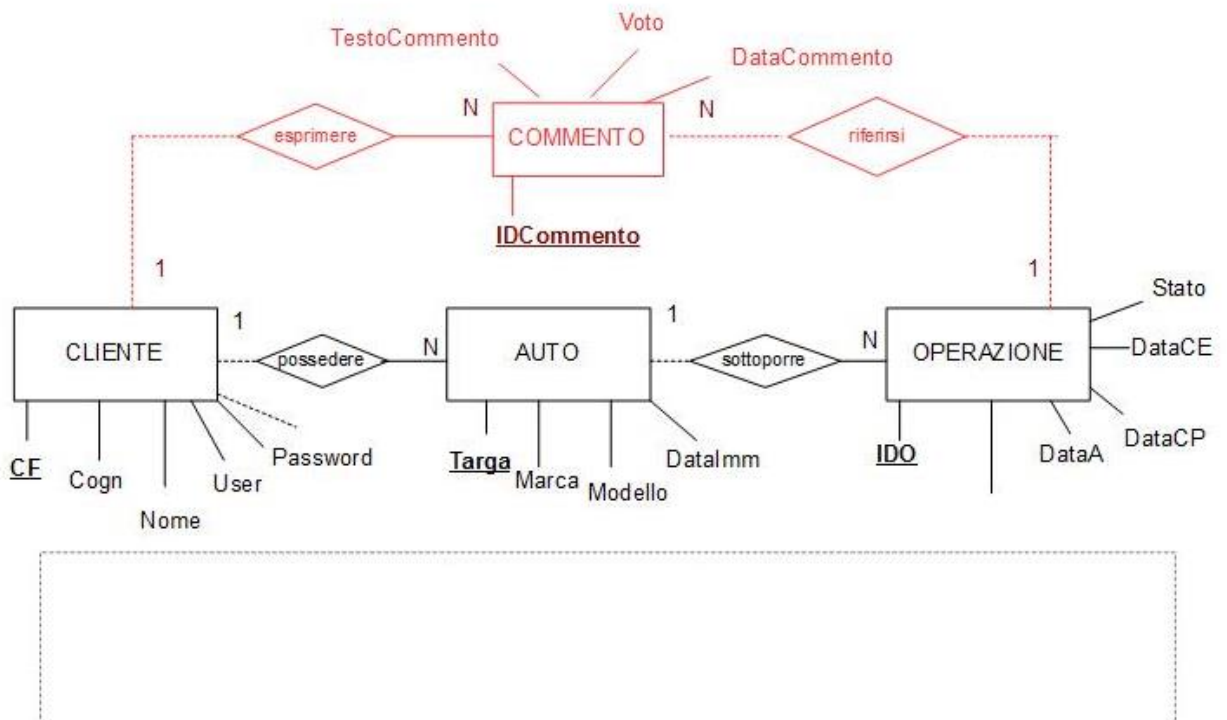 Voto
TestoCommento
DataCommento
N
N
esprimere
COMMENTO
riferirsi
IDCommento
1
1
CLIENTE
1
possedere
N
AUTO
1
sottoporre
N
OPERAZIONE
Stato
DataCE
DataCP
CF
Cogn
Nome
User
Password
Targa
Marca
Modello
DataImm
IDO
DataA